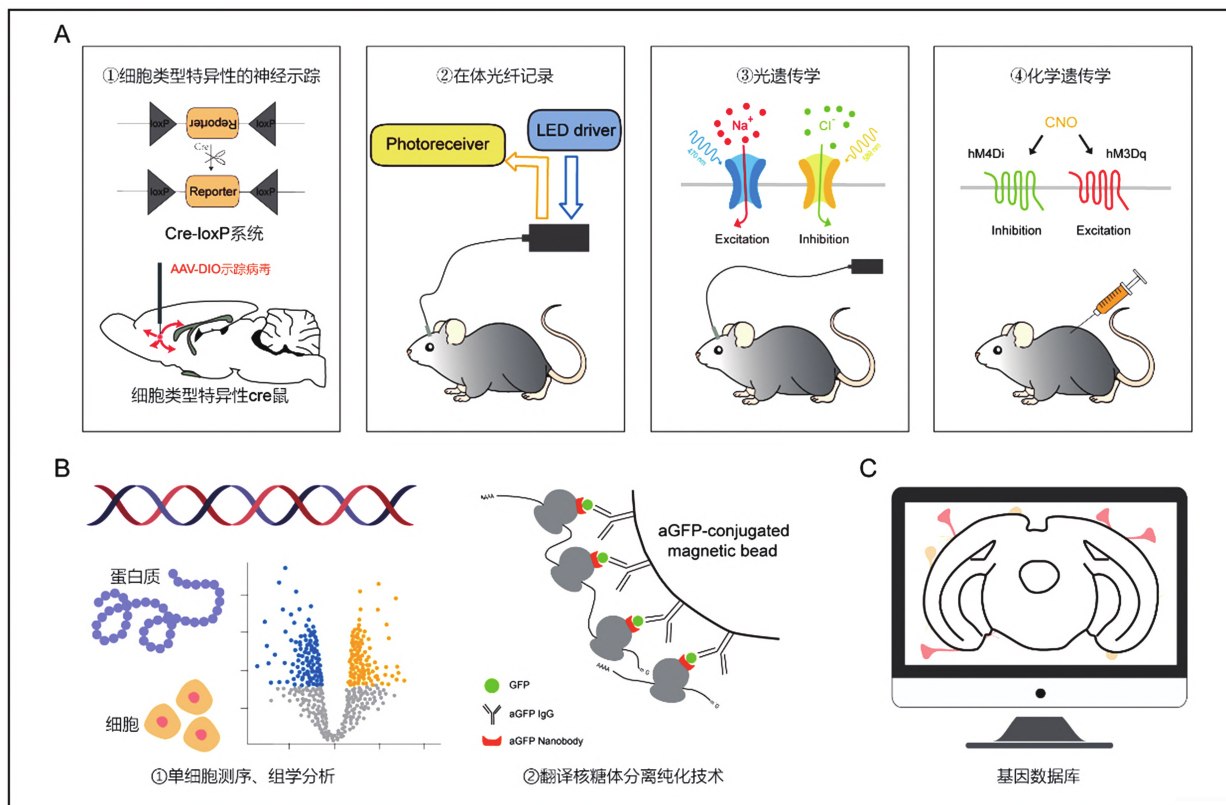 A
①细胞类型特异性的神经示踪
loxP
Reporter
loxP
Cre
loxP
Reporter
loxP
Cre-loxP系统
AAV-DIO示踪病毒
细胞类型特异性cre鼠
②在体光纤记录
Photoreceiver
LED driver
③光遗传学
Na+
Cl-
470 nm
589 nm
Excitation
Inhibition
④化学遗传学
CNO
hM4Di
hM3Dq
Inhibition
Excitation
B
蛋白质
细胞
①单细胞测序、组学分析
AAAA
aGFP-conjugated
magnetic bead
AAAA
GFP
aGFP IgG
aGFP Nanobody
②翻译核糖体分离纯化技术
C
基因数据库